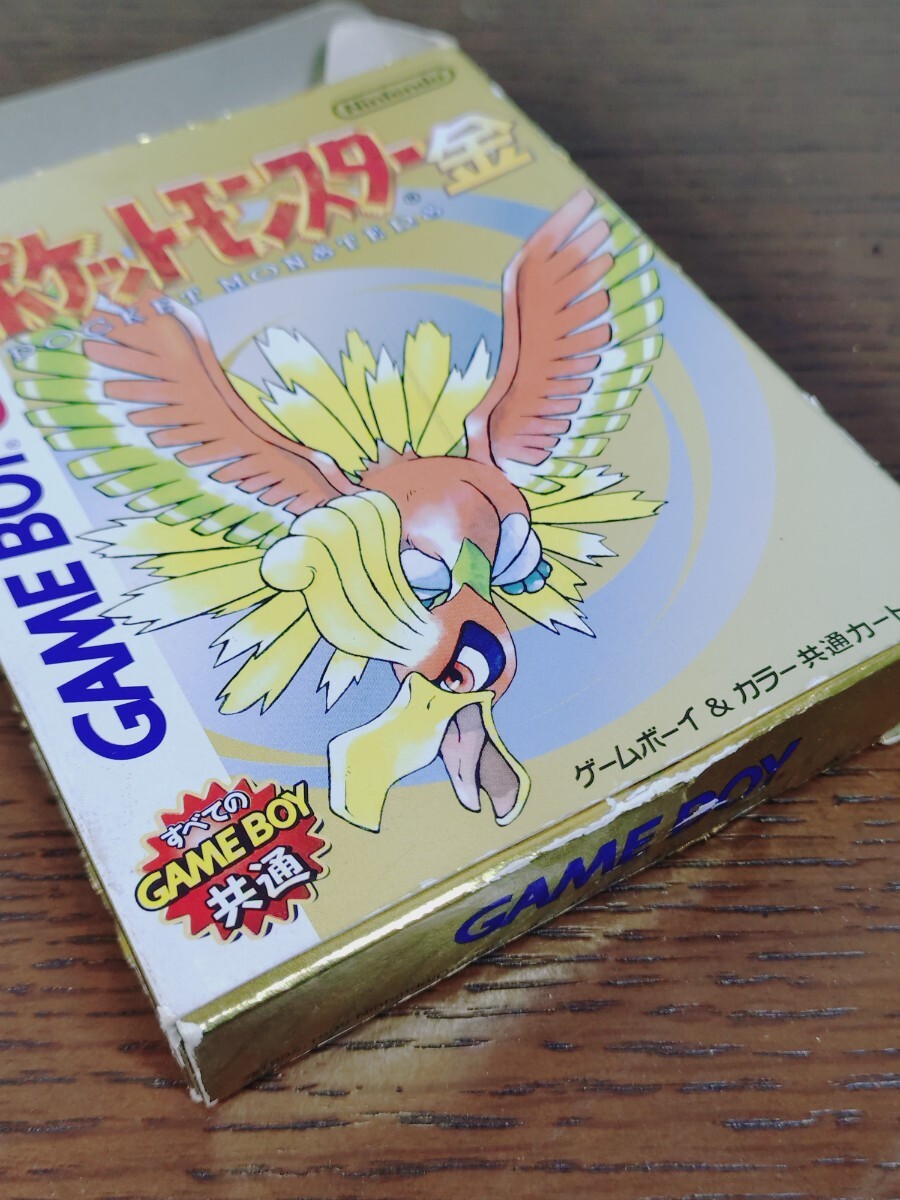 Nintendo
ポケットモンスター金
POCKET MONSTERS®
GAME BOY®
ゲームボーイ & カラー共通カート
すべての
GAME BOY
共通
GAME BOY